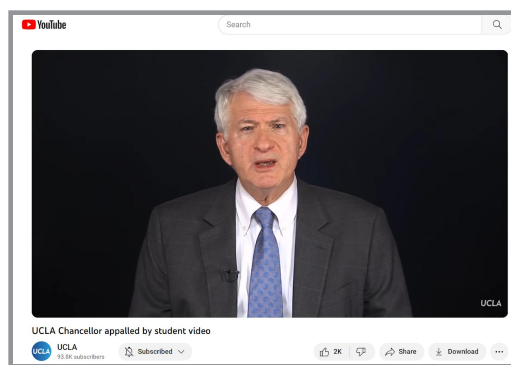 YouTube
Search
UCLA
UCLA Chancellor appalled by student video
UCLA
UCLA
93.8K subscribers
Subscribed
2K
Share
Download